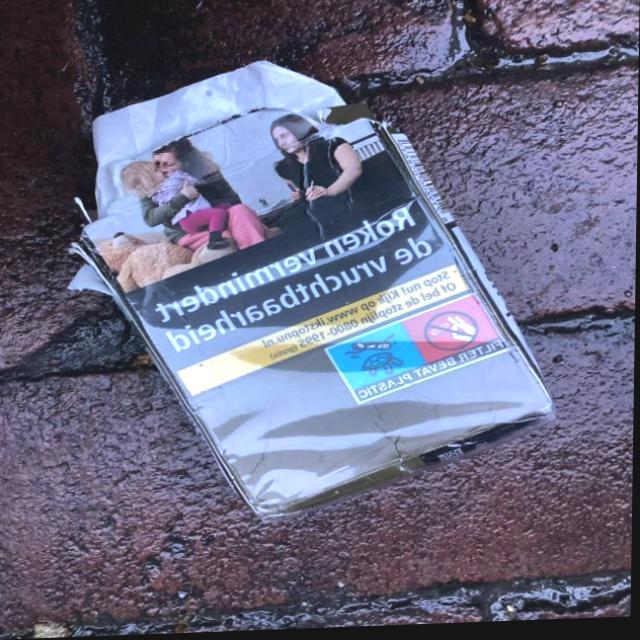 Roken vermindert
de vruchtbaarheid
Stop nu! Kijk op www.ikstopnu.nl
Of bel de stoplijn 0800-1995 (gratis)
FILTER BEVAT PLASTIC